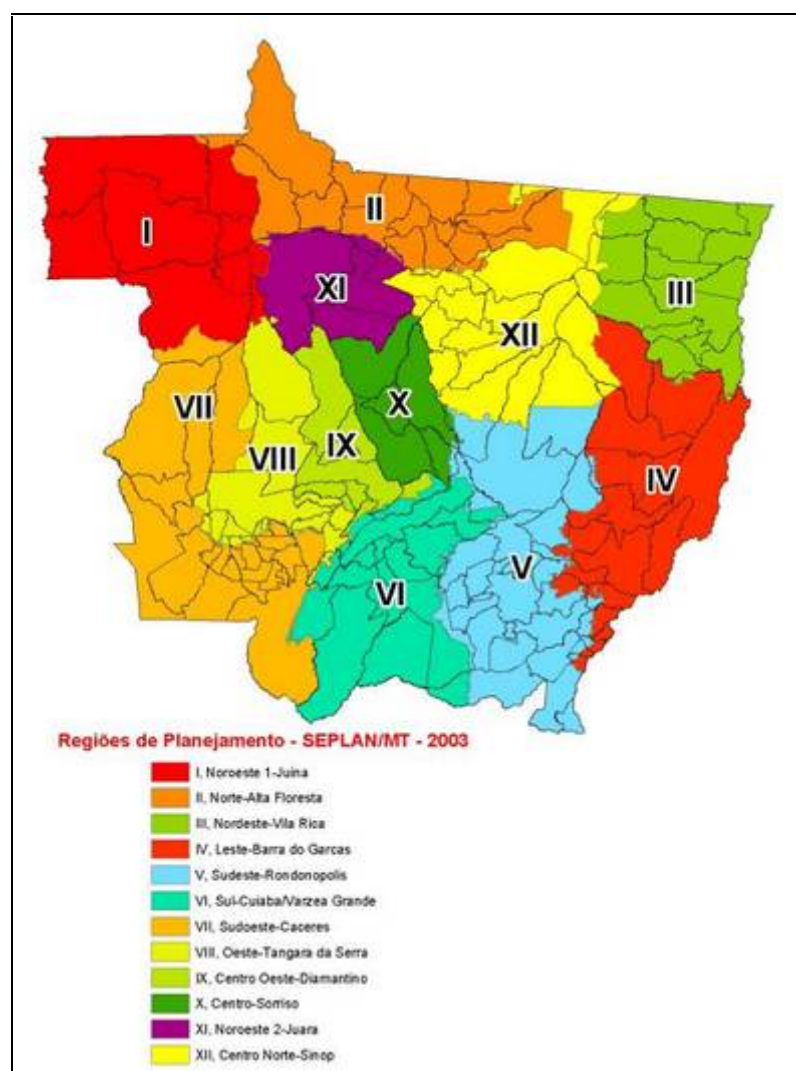 I
II
III
XI
XII
VII
X
VIII
IX
IV
V
VI
Regiões de Planejamento - SEPLAN/MT - 2003
I, Noroeste 1-Juina
II, Norte-Alta Floresta
III, Nordeste-Vila Rica
IV, Leste-Barra do Garcas
V, Sudeste-Rondonopolis
VI, Sul-Cuiaba/Varzea Grande
VII, Sudoeste-Caceres
VIII, Oeste-Tangara da Serra
IX, Centro Oeste-Diamantino
X, Centro-Sorriso
XI, Noroeste 2-Juara
XII, Centro Norte-Sinop